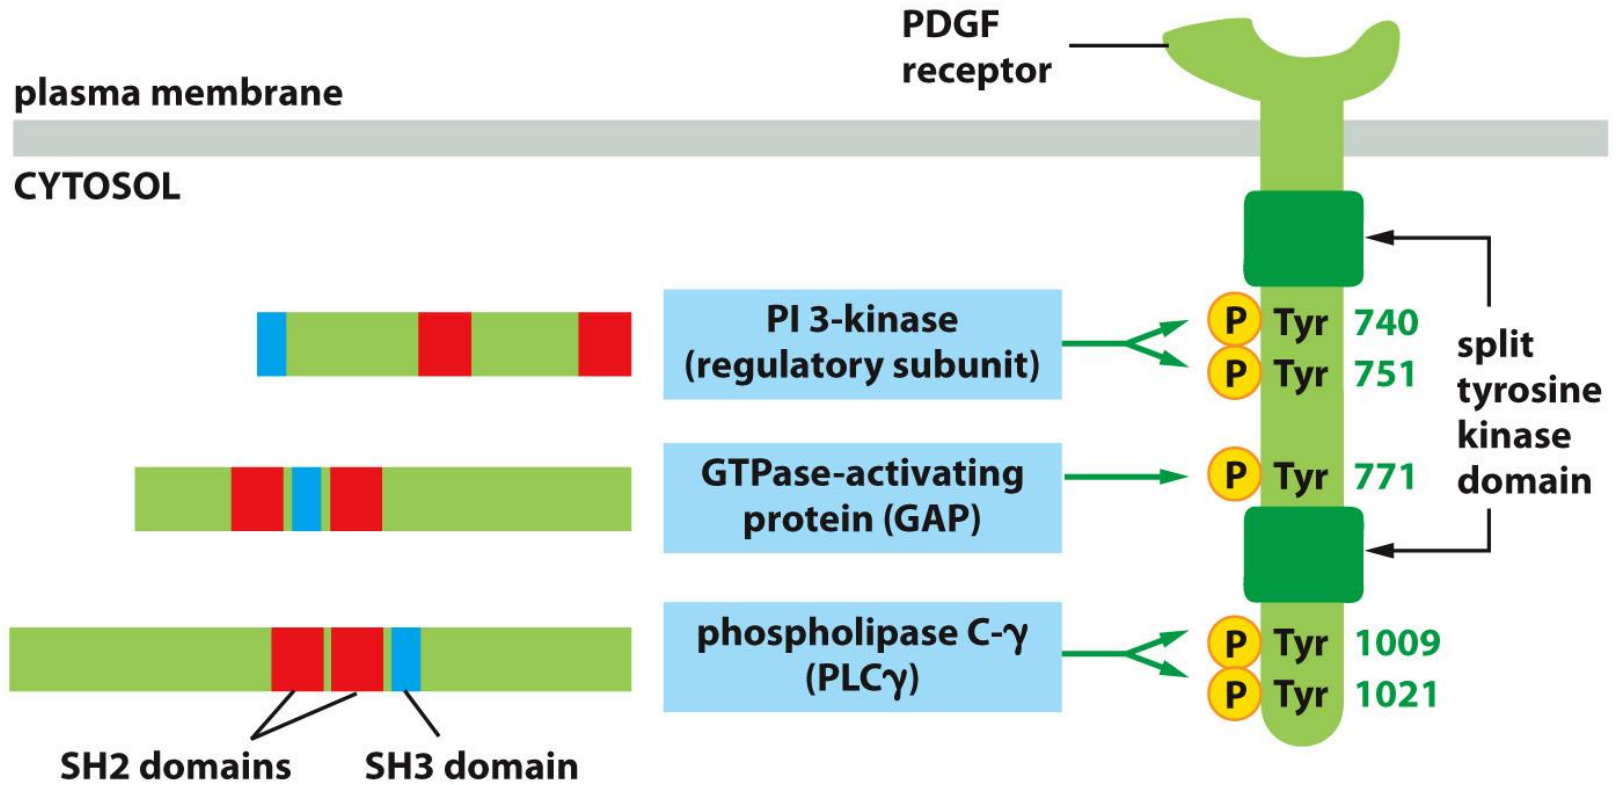 PDGF
receptor
plasma membrane
CYTOSOL
PI 3-kinase
(regulatory subunit)
P Tyr 740
P Tyr 751
split
tyrosine
kinase
domain
GTPase-activating
protein (GAP)
P Tyr 771
phospholipase C-γ
(PLCγ)
P Tyr 1009
P Tyr 1021
SH2 domains
SH3 domain